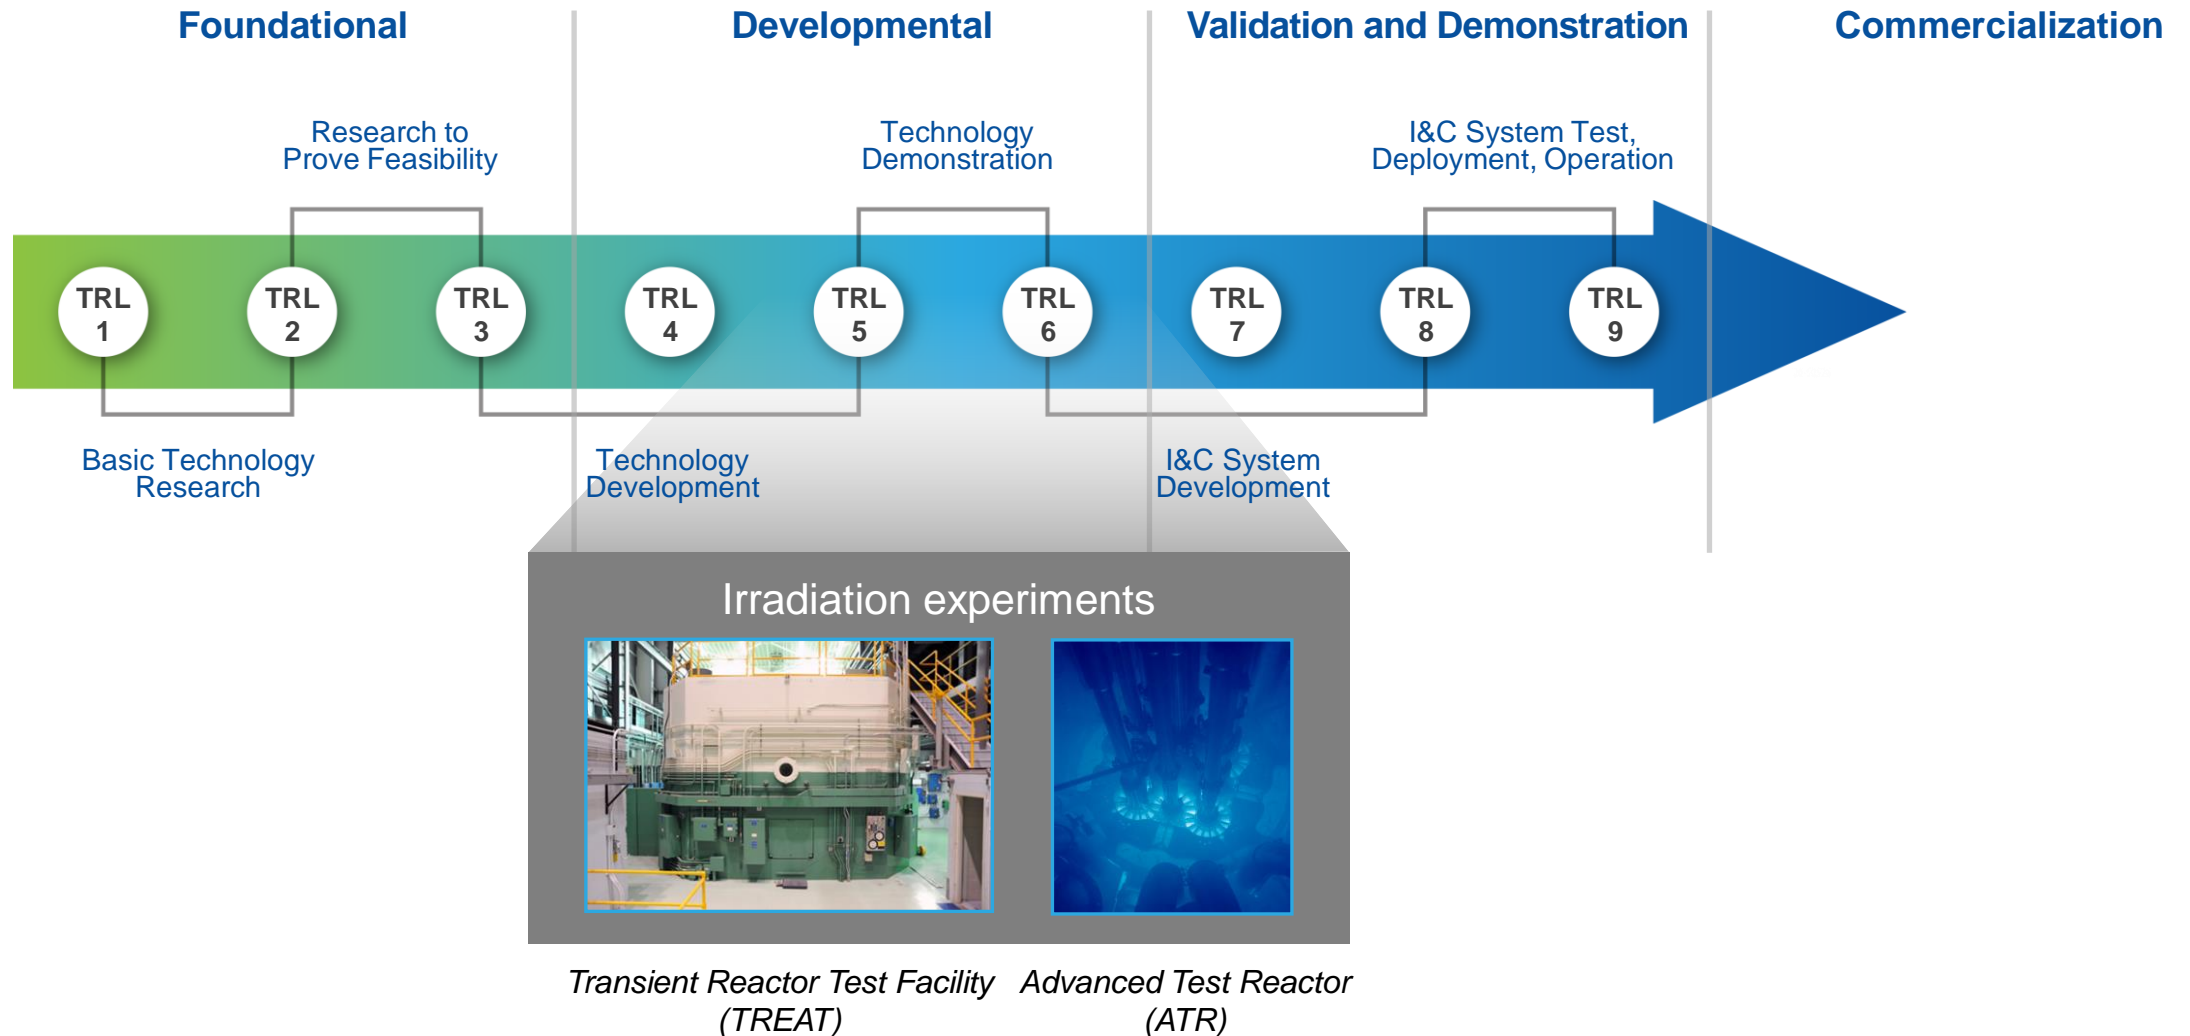 Foundational
Developmental
Validation and Demonstration
Commercialization
Research to
Prove Feasibility
Technology
Demonstration
I&C System Test,
Deployment, Operation
TRL
1
TRL
2
TRL
3
TRL
4
TRL
5
TRL
6
TRL
7
TRL
8
TRL
9
Basic Technology
Research
Technology
Development
I&C System
Development
Irradiation experiments
Transient Reactor Test Facility
(TREAT)
Advanced Test Reactor
(ATR)